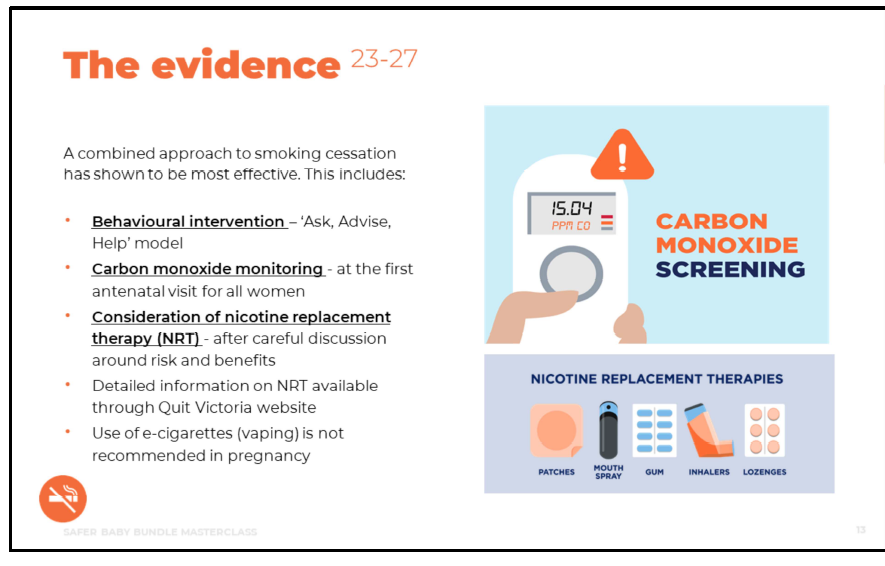 The evidence 23-27
A combined approach to smoking cessation
has shown to be most effective. This includes:
• Behavioural intervention – ‘Ask, Advise,
Help’ model
• Carbon monoxide monitoring - at the first
antenatal visit for all women
• Consideration of nicotine replacement
therapy (NRT) - after careful discussion
around risk and benefits
• Detailed information on NRT available
through Quit Victoria website
• Use of e-cigarettes (vaping) is not
recommended in pregnancy
15.04
PPM CO
CARBON
MONOXIDE
SCREENING
NICOTINE REPLACEMENT THERAPIES
PATCHES
MOUTH
SPRAY
GUM
INHALERS
LOZENGES
SAFER BABY BUNDLE MASTERCLASS
13